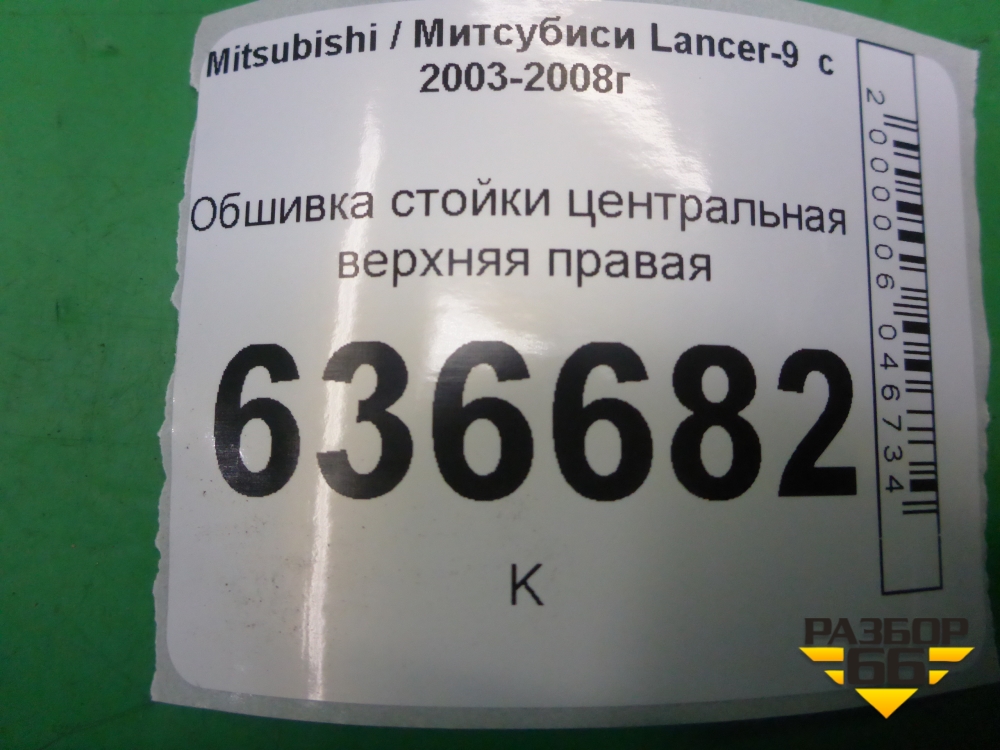 Mitsubishi / Митсубиси Lancer-9 с
2003-2008г
Обшивка стойки центральная
верхняя правая
636682
К
2000006046734
РАЗБОР
66